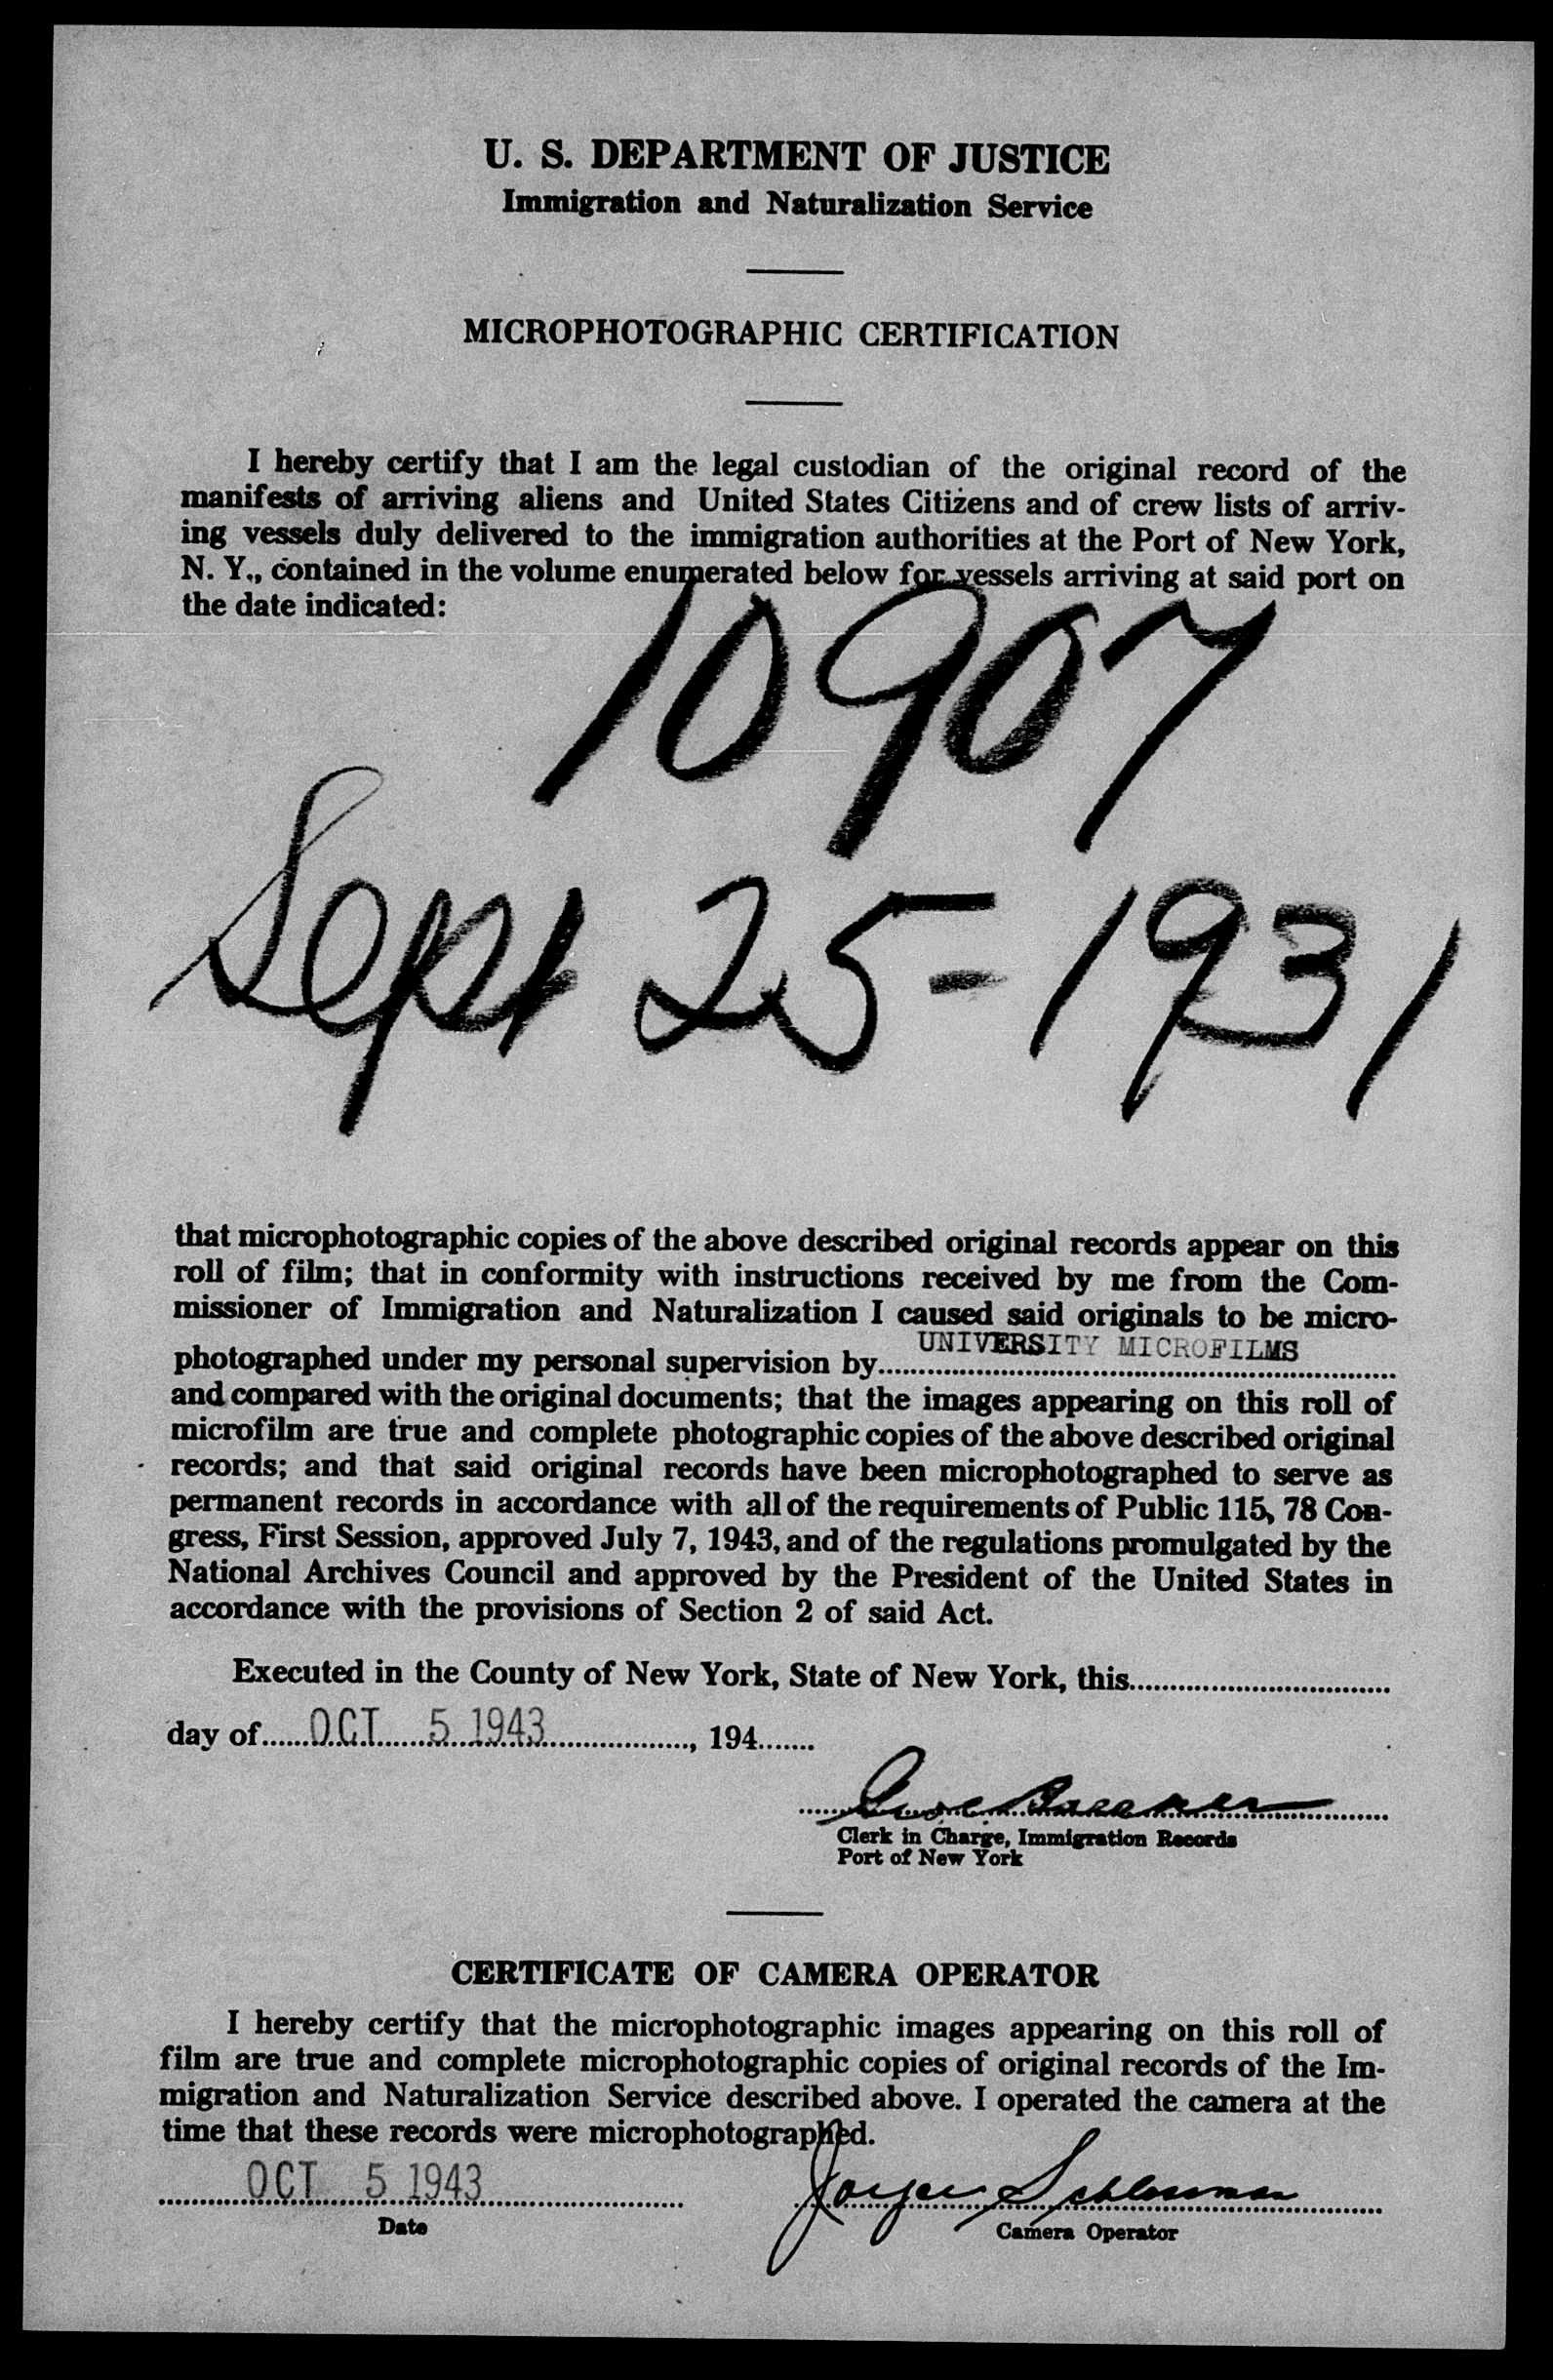 U. S. DEPARTMENT OF JUSTICE
Immigration and Naturalization Service
MICROPHOTOGRAPHIC CERTIFICATION
I hereby certify that I am the legal custodian of the original record of the
manifests of arriving aliens and United States Citizens and of crew lists of arriv-
ing vessels duly delivered to the immigration authorities at the Port of New York,
N. Y., contained in the volume enumerated below for vessels arriving at said port on
the date indicated:
10907
Sept 25-1931
that microphotographic copies of the above described original records appear on this
roll of film; that in conformity with instructions received by me from the Com-
missioner of Immigration and Naturalization I caused said originals to be micro-
photographed under my personal supervision by UNIVERSITY MICROFILMS
and compared with the original documents; that the images appearing on this roll of
microfilm are true and complete photographic copies of the above described original
records; and that said original records have been microphotographed to serve as
permanent records in accordance with all of the requirements of Public 115, 78 Con-
gress, First Session, approved July 7, 1943, and of the regulations promulgated by the
National Archives Council and approved by the President of the United States in
accordance with the provisions of Section 2 of said Act.
Executed in the County of New York, State of New York, this
day of OCT 5 1943, 194
Clerk in Charge, Immigration Records
Port of New York
CERTIFICATE OF CAMERA OPERATOR
I hereby certify that the microphotographic images appearing on this roll of
film are true and complete microphotographic copies of original records of the Im-
migration and Naturalization Service described above. I operated the camera at the
time that these records were microphotographed.
OCT 5 1943
Date
Camera Operator